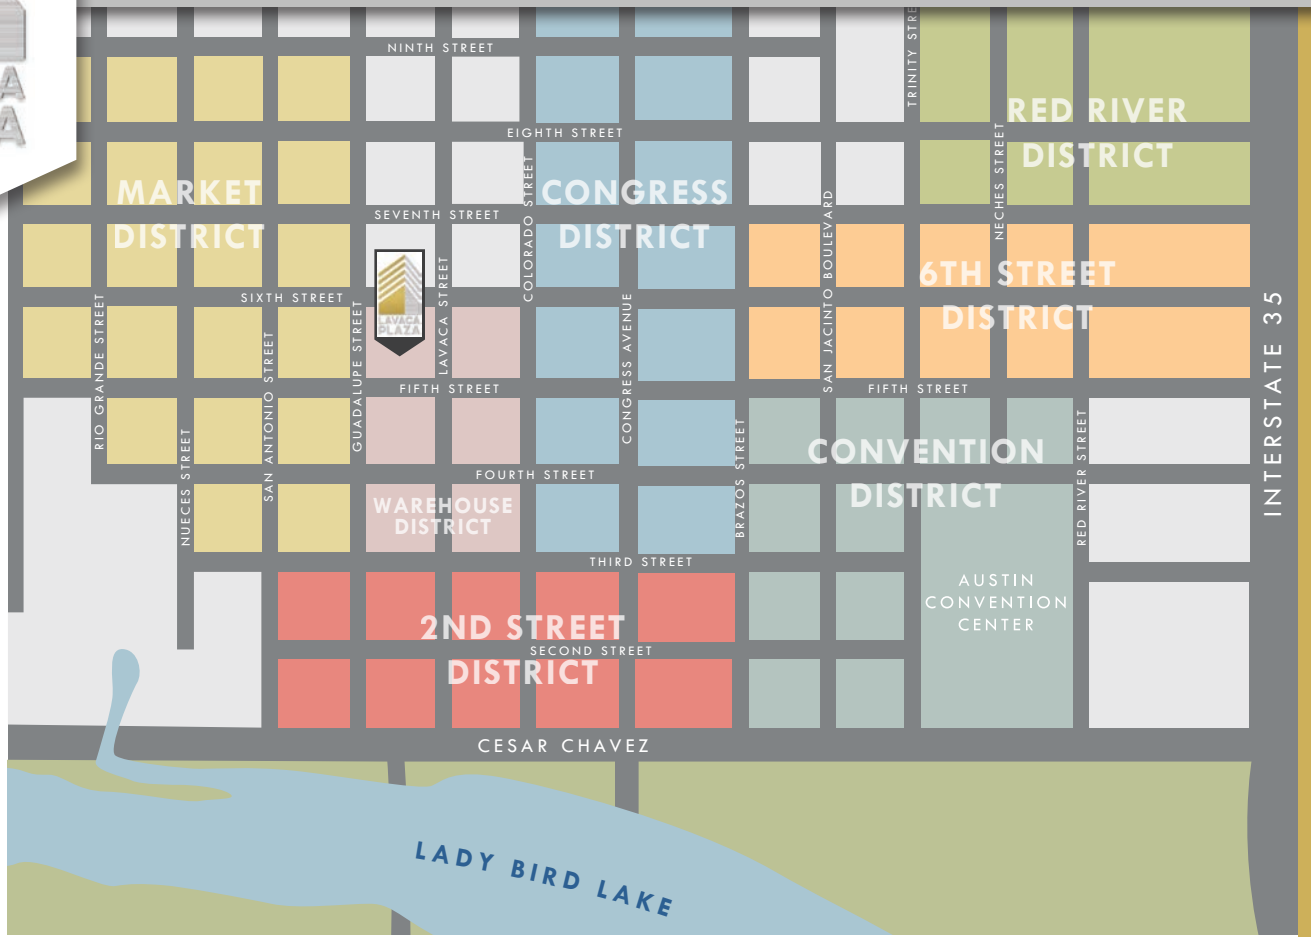 A
A
NINTH STREET
TRINITY STRE
RED RIVER
DISTRICT
EIGHTH STREET
NECHES STREET
MARKET
DISTRICT
COLORADO STREET
CONGRESS
DISTRICT
SEVENTH STREET
SAN JACINTO BOULEVARD
6TH STREET
DISTRICT
SIXTH STREET
LAVACA
PLAZA
LAVACA STREET
RIO GRANDE STREET
SAN ANTONIO STREET
GUADALUPE STREET
CONGRESS AVENUE
INTERSTATE 35
FIFTH STREET
FIFTH STREET
NUECES STREET
BRAZOS STREET
CONVENTION
DISTRICT
RED RIVER STREET
FOURTH STREET
WAREHOUSE
DISTRICT
THIRD STREET
AUSTIN
CONVENTION
CENTER
2ND STREET
DISTRICT
SECOND STREET
CESAR CHAVEZ
LADY BIRD LAKE